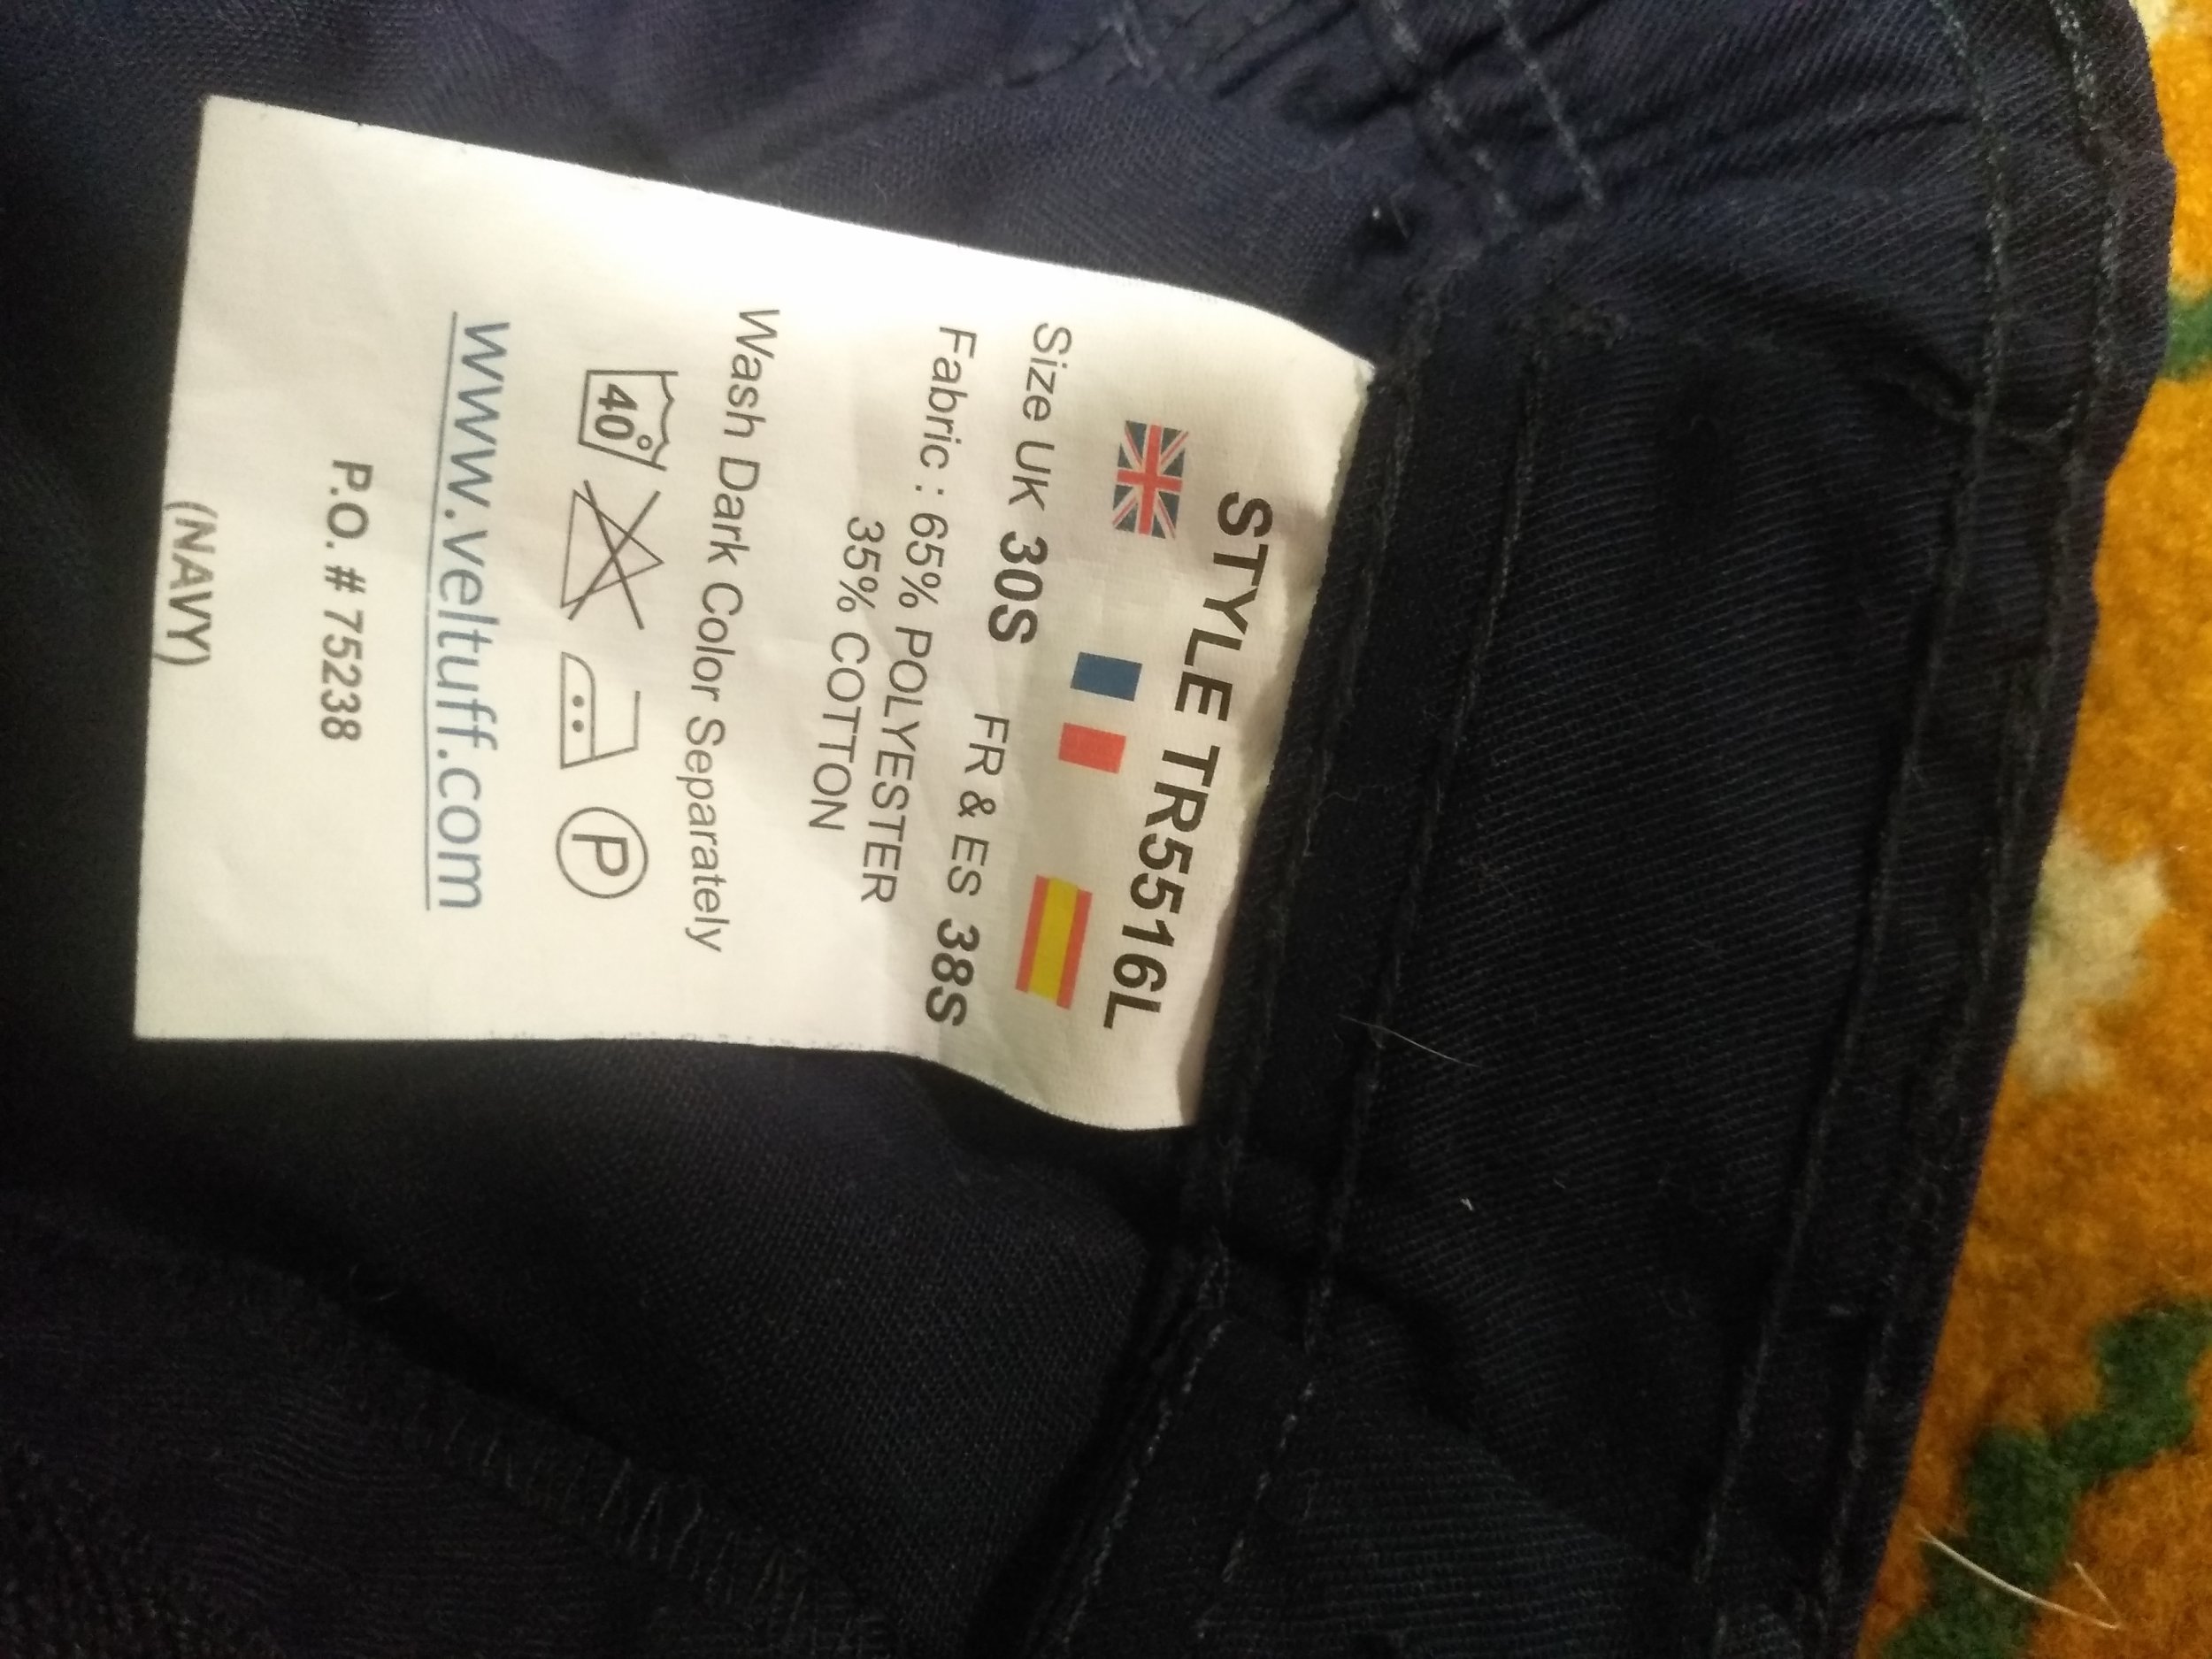 STYLE TR5516L
Size UK 30S FR & ES 38S
Fabric : 65% POLYESTER
35% COTTON
Wash Dark Color Separately
40° P
www.veltuff.com
P.O. # 75238
(NAVY)